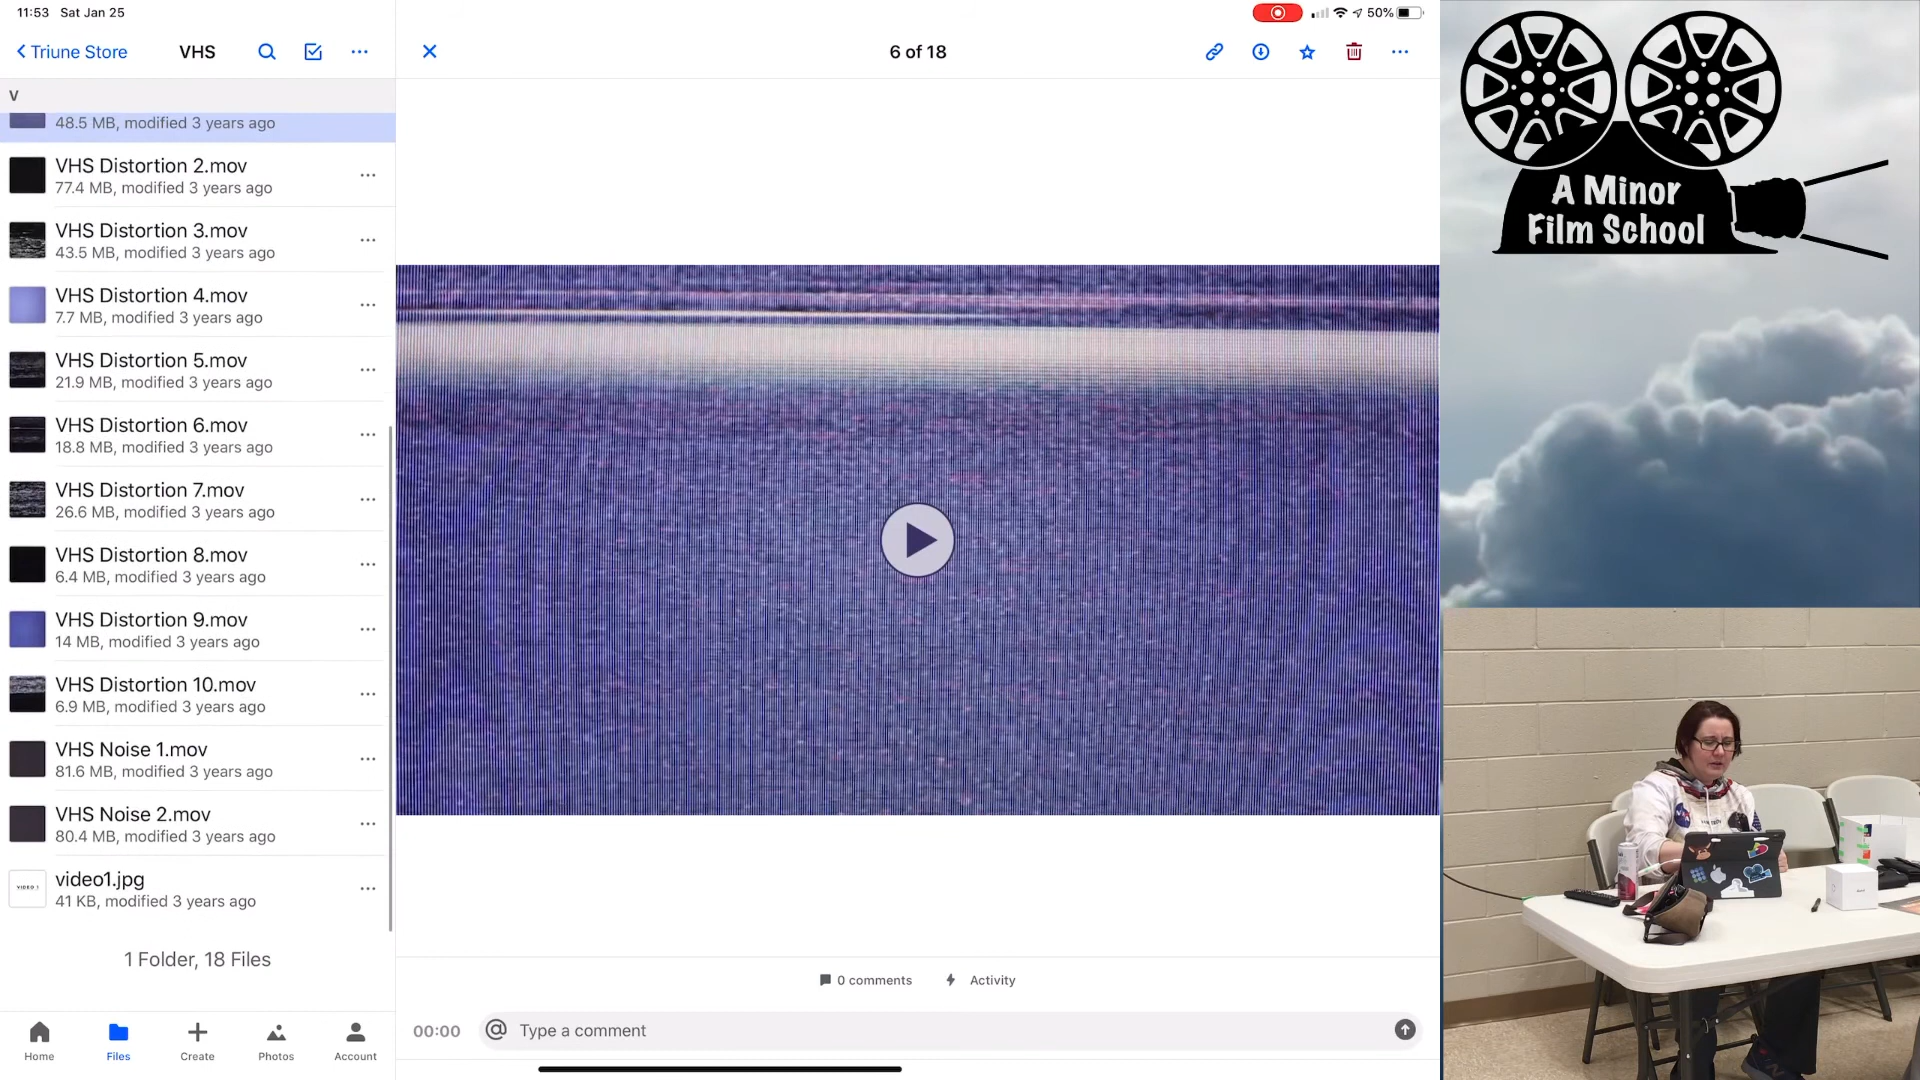 11:53 Sat Jan 25
50%
Triune Store
VHS
6 of 18
V
48.5 MB, modified 3 years ago
VHS Distortion 2.mov
77.4 MB, modified 3 years ago
VHS Distortion 3.mov
43.5 MB, modified 3 years ago
VHS Distortion 4.mov
7.7 MB, modified 3 years ago
VHS Distortion 5.mov
21.9 MB, modified 3 years ago
VHS Distortion 6.mov
18.8 MB, modified 3 years ago
VHS Distortion 7.mov
26.6 MB, modified 3 years ago
VHS Distortion 8.mov
6.4 MB, modified 3 years ago
VHS Distortion 9.mov
14 MB, modified 3 years ago
VHS Distortion 10.mov
6.9 MB, modified 3 years ago
VHS Noise 1.mov
81.6 MB, modified 3 years ago
VHS Noise 2.mov
80.4 MB, modified 3 years ago
VIDEO 1
video1.jpg
41 KB, modified 3 years ago
1 Folder, 18 Files
Home
Files
Create
Photos
Account
0 comments
Activity
00:00
@ Type a comment
A Minor
Film School